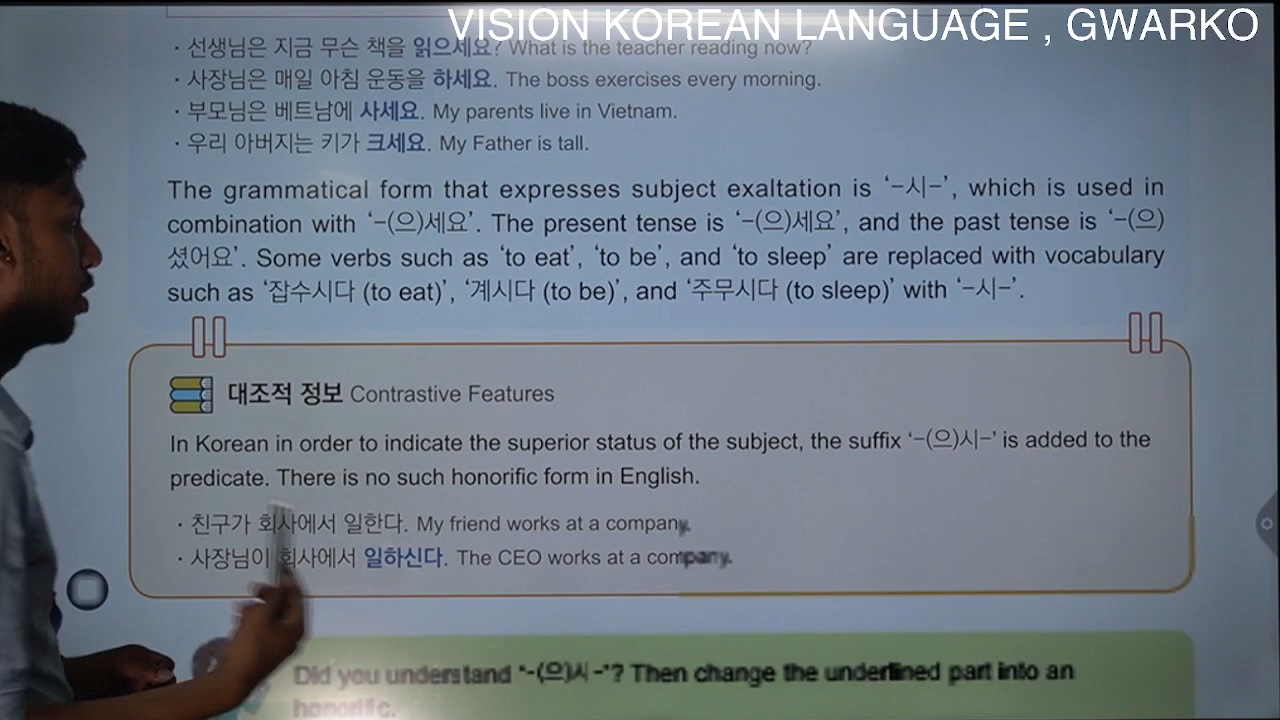 VISION KOREAN LANGUAGE , GWARKO
· 선생님은 지금 무슨 책을 읽으세요? What is the teacher reading now?
· 사장님은 매일 아침 운동을 하세요. The boss exercises every morning.
· 부모님은 베트남에 사세요. My parents live in Vietnam.
· 우리 아버지는 키가 크세요. My Father is tall.
The grammatical form that expresses subject exaltation is ‘-시-’, which is used in
combination with ‘-(으)세요’. The present tense is ‘-(으)세요’, and the past tense is ‘-(으)
셨어요’. Some verbs such as ‘to eat’, ‘to be’, and ‘to sleep’ are replaced with vocabulary
such as ‘잡수시다 (to eat)’, ‘계시다 (to be)’, and ‘주무시다 (to sleep)’ with ‘-시-’.
대조적 정보 Contrastive Features
In Korean in order to indicate the superior status of the subject, the suffix ‘-(으)시-’ is added to the
predicate. There is no such honorific form in English.
· 친구가 회사에서 일한다. My friend works at a company.
· 사장님이 회사에서 일하신다. The CEO works at a company.
Did you understand ‘-(으)시-’? Then change the underlined part into an
honorific.